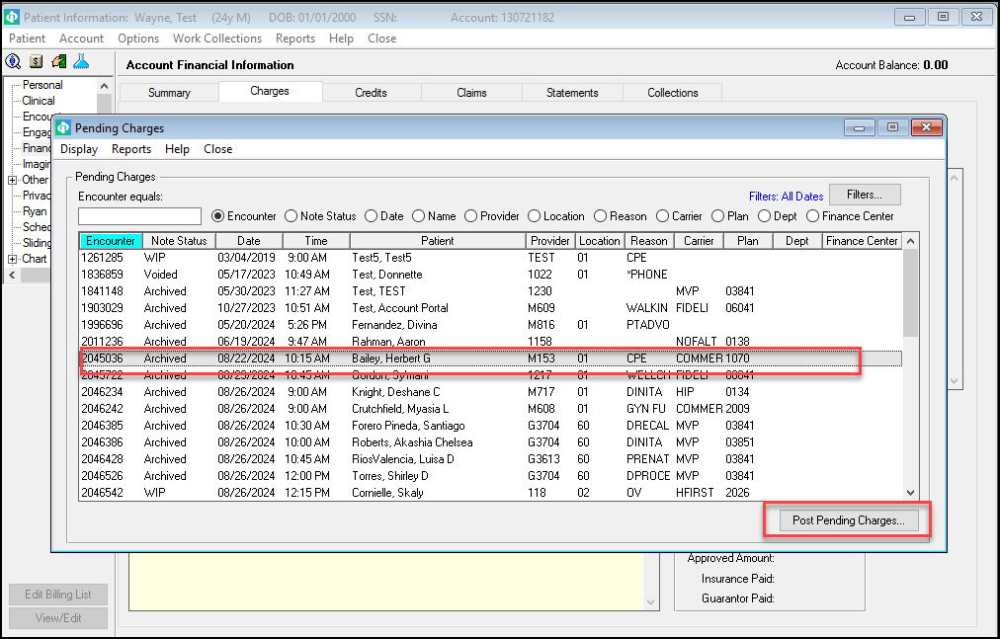 Patient Information: Wayne, Test (24y M) DOB: 01/01/2000 SSN: Account: 130721182
Patient Account Options Work Collections Reports Help Close
Account Financial Information
Account Balance: 0.00
Personal
Clinical
Encou
Engag
Financ
Imagin
Other
Privac
Ryan
Sched
Sliding
Chart
Summary Charges Credits Claims Statements Collections
Pending Charges
Display Reports Help Close
Pending Charges
Encounter equals:
Filters: All Dates Filters...
Encounter Note Status Date Name Provider Location Reason Carrier Plan Dept Finance Center
Encounter Note Status Date Time Patient Provider Location Reason Carrier Plan Dept Finance Center
1261285 WIP 03/04/2019 9:00 AM Test5, Test5 TEST 01 CPE
1836859 Voided 05/17/2023 10:49 AM Test, Donnette 1022 01 *PHONE
1841148 Archived 05/30/2023 11:27 AM Test, TEST 1230 MVP 03841
1903029 Archived 10/27/2023 10:51 AM Test, Account Portal M609 WALKIN FIDELI 06041
1996696 Archived 05/20/2024 5:26 PM Fernandez, Divina M816 01 PTADVO
2011236 Archived 06/19/2024 9:47 AM Rahman, Aaron 1158 NOFALT 0138
2045036 Archived 08/22/2024 10:15 AM Bailey, Herbert G M153 01 CPE COMMER 1070
2046234 Archived 08/26/2024 9:00 AM Knight, Deshane C M717 01 DINITA HIP 0134
2046242 Archived 08/26/2024 9:00 AM Crutchfield, Myasia L M608 01 GYN FU COMMER 2009
2046385 Archived 08/26/2024 10:30 AM Forero Pineda, Santiago G3704 60 DRECAL MVP 03841
2046386 Archived 08/26/2024 10:00 AM Roberts, Akashia Chelsea G3704 60 DINITA MVP 03851
2046428 Archived 08/26/2024 10:45 AM RiosValencia, Luisa D G3613 60 PRENAT MVP 03841
2046526 Archived 08/26/2024 12:00 PM Torres, Shirley D G3704 60 DPROCE MVP 03841
2046542 WIP 08/26/2024 12:15 PM Cornielle, Skaly 118 02 OV HFIRST 2026
Post Pending Charges...
Approved Amount:
Insurance Paid:
Guarantor Paid:
Edit Billing List
View/Edit